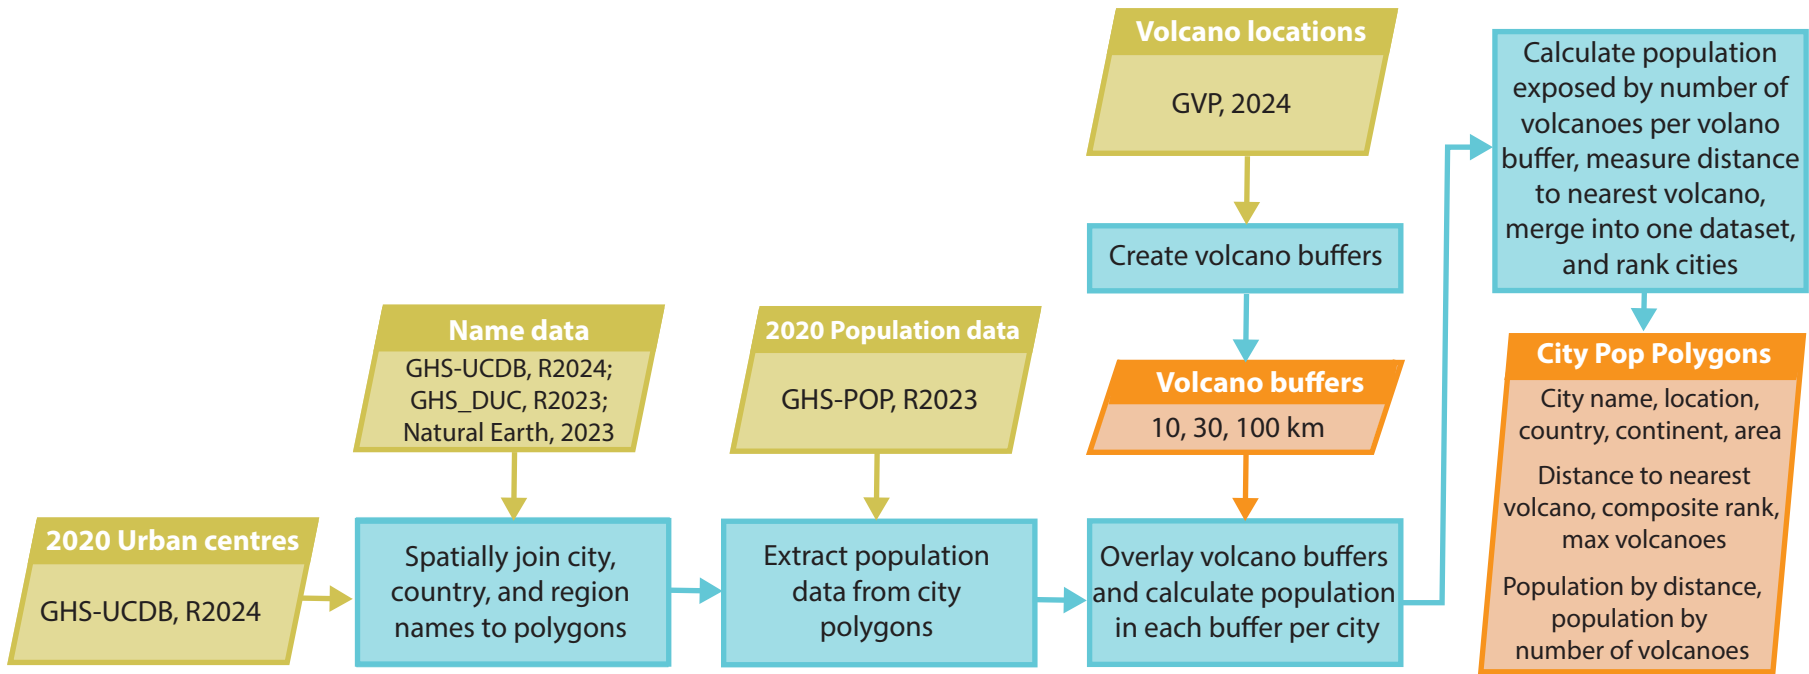 2020 Urban centres
GHS-UCDB, R2024
Name data
GHS-UCDB, R2024;
GHS_DUC, R2023;
Natural Earth, 2023
Spatially join city,
country, and region
names to polygons
2020 Population data
GHS-POP, R2023
Extract population
data from city
polygons
Volcano locations
GVP, 2024
Create volcano buffers
Volcano buffers
10, 30, 100 km
Overlay volcano buffers
and calculate population
in each buffer per city
Calculate population
exposed by number of
volcanoes per volano
buffer, measure distance
to nearest volcano,
merge into one dataset,
and rank cities
City Pop Polygons
City name, location,
country, continent, area
Distance to nearest
volcano, composite rank,
max volcanoes
Population by distance,
population by
number of volcanoes